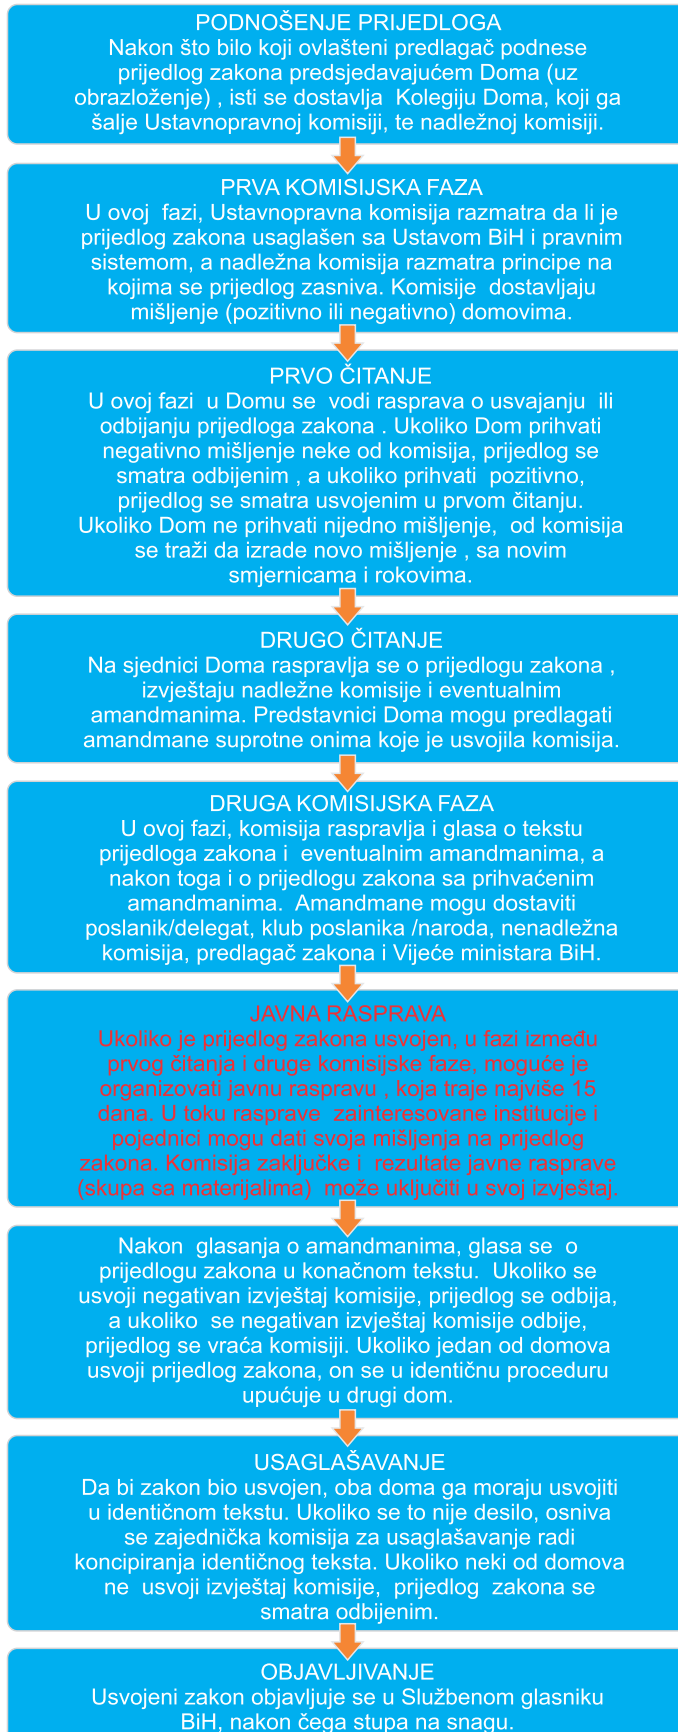 PODNOŠENJE PRIJEDLOGA
Nakon što bilo koji ovlašteni predlagač podnese
prijedlog zakona predsjedavajućem Doma (uz
obrazloženje) , isti se dostavlja Kolegiju Doma, koji ga
šalje Ustavnopravnoj komisiji, te nadležnoj komisiji.
PRVA KOMISIJSKA FAZA
U ovoj fazi, Ustavnopravna komisija razmatra da li je
prijedlog zakona usaglašen sa Ustavom BiH i pravnim
sistemom, a nadležna komisija razmatra principe na
kojima se prijedlog zasniva. Komisije dostavljaju
mišljenje (pozitivno ili negativno) domovima.
PRVO ČITANJE
U ovoj fazi u Domu se vodi rasprava o usvajanju ili
odbijanju prijedloga zakona . Ukoliko Dom prihvati
negativno mišljenje neke od komisija, prijedlog se
smatra odbijenim , a ukoliko prihvati pozitivno,
prijedlog se smatra usvojenim u prvom čitanju.
Ukoliko Dom ne prihvati nijedno mišljenje, od komisija
se traži da izrade novo mišljenje , sa novim
smjernicama i rokovima.
DRUGO ČITANJE
Na sjednici Doma raspravlja se o prijedlogu zakona ,
izvještaju nadležne komisije i eventualnim
amandmanima. Predstavnici Doma mogu predlagati
amandmane suprotne onima koje je usvojila komisija.
DRUGA KOMISIJSKA FAZA
U ovoj fazi, komisija raspravlja i glasa o tekstu
prijedloga zakona i eventualnim amandmanima, a
nakon toga i o prijedlogu zakona sa prihvaćenim
amandmanima. Amandmane mogu dostaviti
poslanik/delegat, klub poslanika /naroda, nenadležna
komisija, predlagač zakona i Vijeće ministara BiH.
JAVNA RASPRAVA
Ukoliko je prijedlog zakona usvojen, u fazi između
prvog čitanja i druge komisijske faze, moguće je
organizovati javnu raspravu , koja traje najviše 15
dana. U toku rasprave zainteresovane institucije i
pojednici mogu dati svoja mišljenja na prijedlog
zakona. Komisija zaključke i rezultate javne rasprave
(skupa sa materijalima) može uključiti u svoj izvještaj.
Nakon glasanja o amandmanima, glasa se o
prijedlogu zakona u konačnom tekstu. Ukoliko se
usvoji negativan izvještaj komisije, prijedlog se odbija,
a ukoliko se negativan izvještaj komisije odbije,
prijedlog se vraća komisiji. Ukoliko jedan od domova
usvoji prijedlog zakona, on se u identičnu proceduru
upućuje u drugi dom.
USAGLAŠAVANJE
Da bi zakon bio usvojen, oba doma ga moraju usvojiti
u identičnom tekstu. Ukoliko se to nije desilo, osniva
se zajednička komisija za usaglašavanje radi
koncipiranja identičnog teksta. Ukoliko neki od domova
ne usvoji izvještaj komisije, prijedlog zakona se
smatra odbijenim.
OBJAVLJIVANJE
Usvojeni zakon objavljuje se u Službenom glasniku
BiH, nakon čega stupa na snagu.